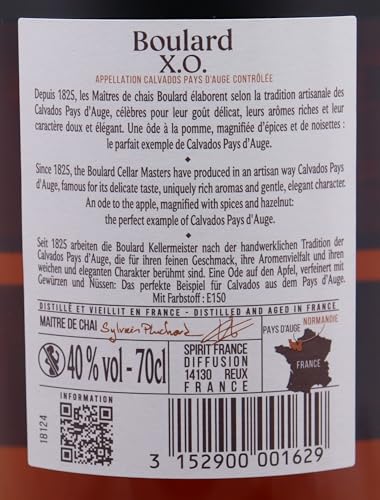 Boulard
X.O.
APPELLATION CALVADOS PAYS D'AUGE CONTRÔLÉE
Depuis 1825, les Maîtres de chais Boulard élaborent selon la tradition artisanale des
Calvados Pays d'Auge, célèbres pour leur goût délicat, leurs arômes riches et leur
caractère doux et élégant. Une ôde à la pomme, magnifiée d'épices et de noisettes :
le parfait exemple de Calvados Pays d'Auge.
Since 1825, the Boulard Cellar Masters have produced in an artisan way Calvados Pays
d'Auge, famous for its delicate taste, uniquely rich aromas and gentle, elegant character.
An ode to the apple, magnified with spices and hazelnut:
the perfect example of Calvados Pays d'Auge.
Seit 1825 arbeiten die Boulard Kellermeister nach der handwerklichen Tradition der
Calvados Pays d'Auge, die für ihren feinen Geschmack, ihre Aromenvielfalt und ihren
weichen und eleganten Charakter berühmt sind. Eine Ode auf den Apfel, verfeinert mit
Gewürzen und Nüssen: Das perfekte Beispiel für Calvados aus dem Pays d'Auge.
Mit Farbstoff : E150
DISTILLÉ ET VIEILLIT EN FRANCE - DISTILLED AND AGED IN FRANCE
MAITRE DE CHAI
PAYS D'AUGE NORMANDIE
FRANCE
40 % vol - 70cl
SPIRIT FRANCE
DIFFUSION
14130 REUX
FRANCE
INFORMATION
18124
3 152900 001629